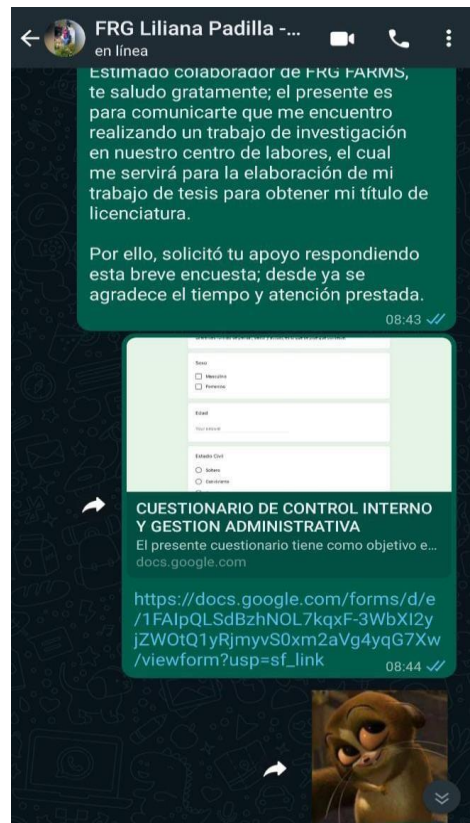 FRG Liliana Padilla -...
en línea
Estimado colaborador de FRG FARMS,
te saludo gratamente; el presente es
para comunicarte que me encuentro
realizando un trabajo de investigación
en nuestro centro de labores, el cual
me servirá para la elaboración de mi
trabajo de tesis para obtener mi título de
licenciatura.
Por ello, solicitó tu apoyo respondiendo
esta breve encuesta; desde ya se
agradece el tiempo y atención prestada.
08:43
Sexo
Masculino
Femenino
Edad
Estado Civil
Soltero
Conviviente
CUESTIONARIO DE CONTROL INTERNO
Y GESTION ADMINISTRATIVA
El presente cuestionario tiene como objetivo e...
docs.google.com
https://docs.google.com/forms/d/e
/1FAIpQLSdBzhNOL7kqxF-3WbXI2y
jZWOtQ1yRjmyvS0xm2aVg4yqG7Xw
/viewform?usp=sf_link
08:44